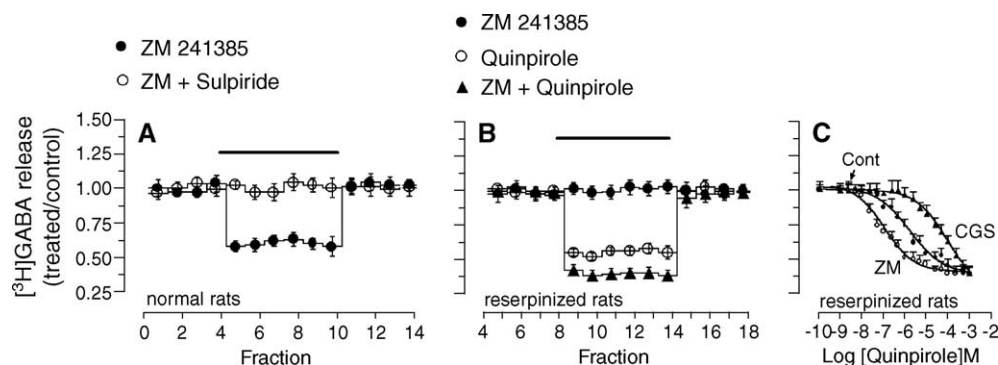 ZM 241385
ZM + Sulpiride
ZM 241385
Quinpirole
ZM + Quinpirole
[³H]GABA release
(treated/control)
1.50
1.25
1.00
0.75
0.50
0.25
A
normal rats
0 2 4 6 8 10 12 14
Fraction
B
reserpinized rats
4 6 8 10 12 14 16 18
Fraction
C
Cont
CGS
ZM
reserpinized rats
-10 -9 -8 -7 -6 -5 -4 -3 -2
Log [Quinpirole]M